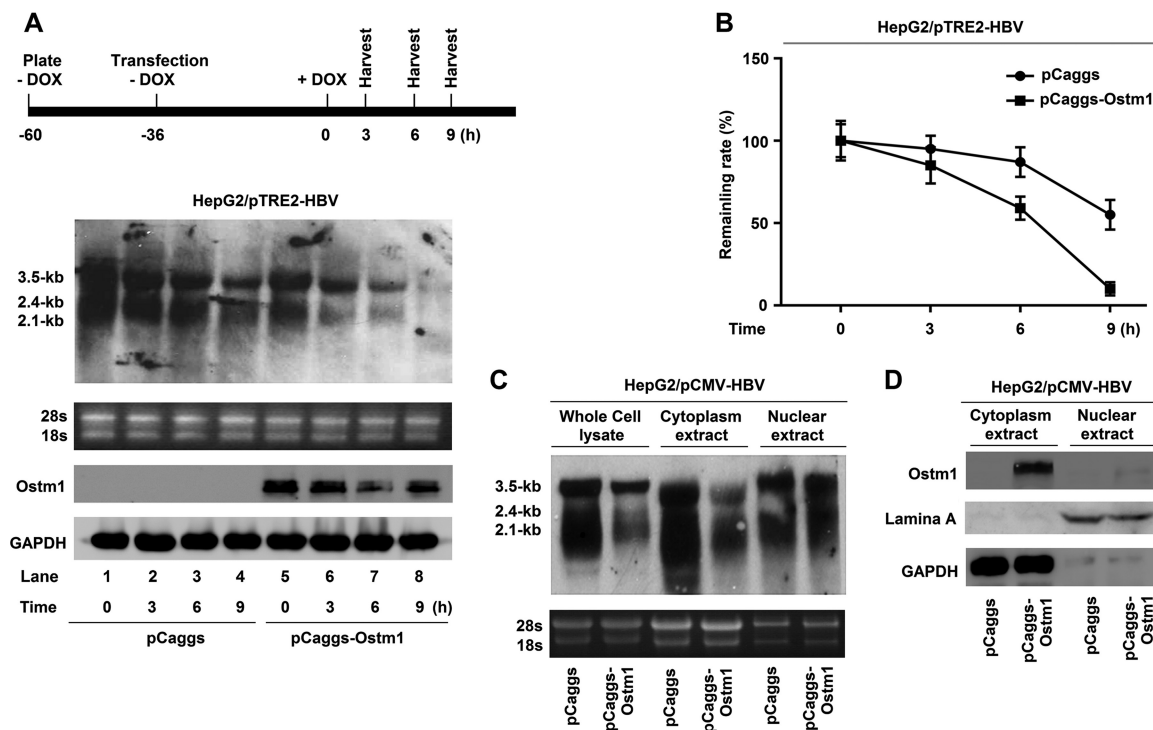 A
Plate
- DOX
Transfection
- DOX
+ DOX
Harvest
Harvest
Harvest
-60
-36
0
3
6
9 (h)
HepG2/pTRE2-HBV
3.5-kb
2.4-kb
2.1-kb
28s
18s
Ostm1
GAPDH
Lane 1 2 3 4 5 6 7 8
Time 0 3 6 9 0 3 6 9 (h)
pCaggs pCaggs-Ostm1
B
HepG2/pTRE2-HBV
150
100
50
0
Remainling rate (%)
pCaggs
pCaggs-Ostm1
Time 0 3 6 9 (h)
C
HepG2/pCMV-HBV
Whole Cell
lysate
Cytoplasm
extract
Nuclear
extract
3.5-kb
2.4-kb
2.1-kb
28s
18s
pCaggs
pCaggs-
Ostm1
pCaggs
pCaggs-
Ostm1
pCaggs
pCaggs-
Ostm1
D
HepG2/pCMV-HBV
Cytoplasm
extract
Nuclear
extract
Ostm1
Lamina A
GAPDH
pCaggs
pCaggs-
Ostm1
pCaggs
pCaggs-
Ostm1